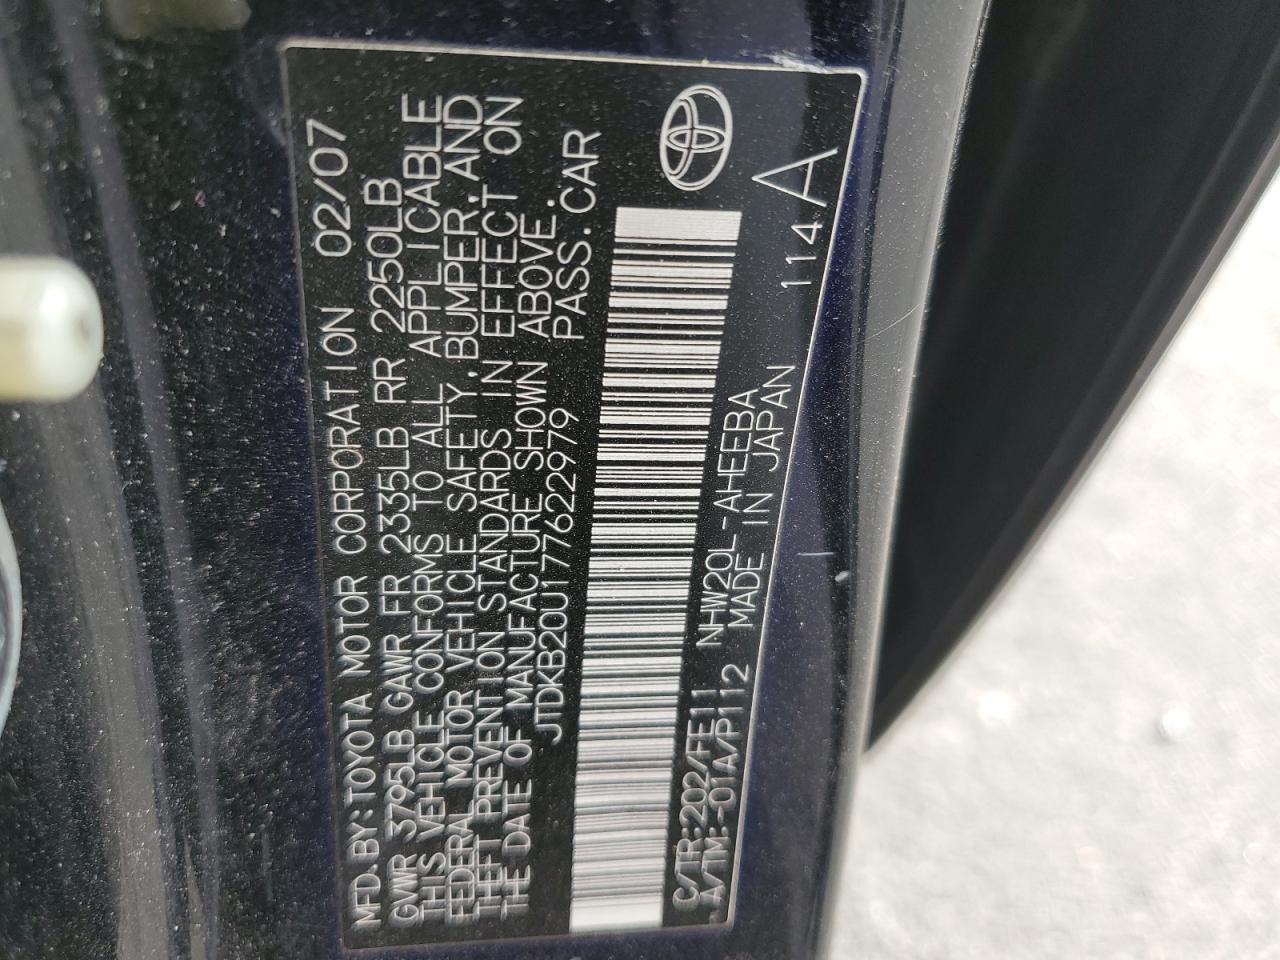 MFD.BY:TOYOTA MOTOR CORPORATION 02/07
GVWR 3795LB GAWR FR 2335LB RR 2250LB
THIS VEHICLE CONFORMS TO ALL APPLICABLE
FEDERAL MOTOR VEHICLE SAFETY,BUMPER,AND
THEFT PREVENTION STANDARDS IN EFFECT ON
THE DATE OF MANUFACTURE SHOWN ABOVE.
JTDKB20U177622979 PASS.CAR
C/TR:202/FE11 NHW20L-AHEEBA
A/TM:-01A/P112 MADE IN JAPAN
114 A